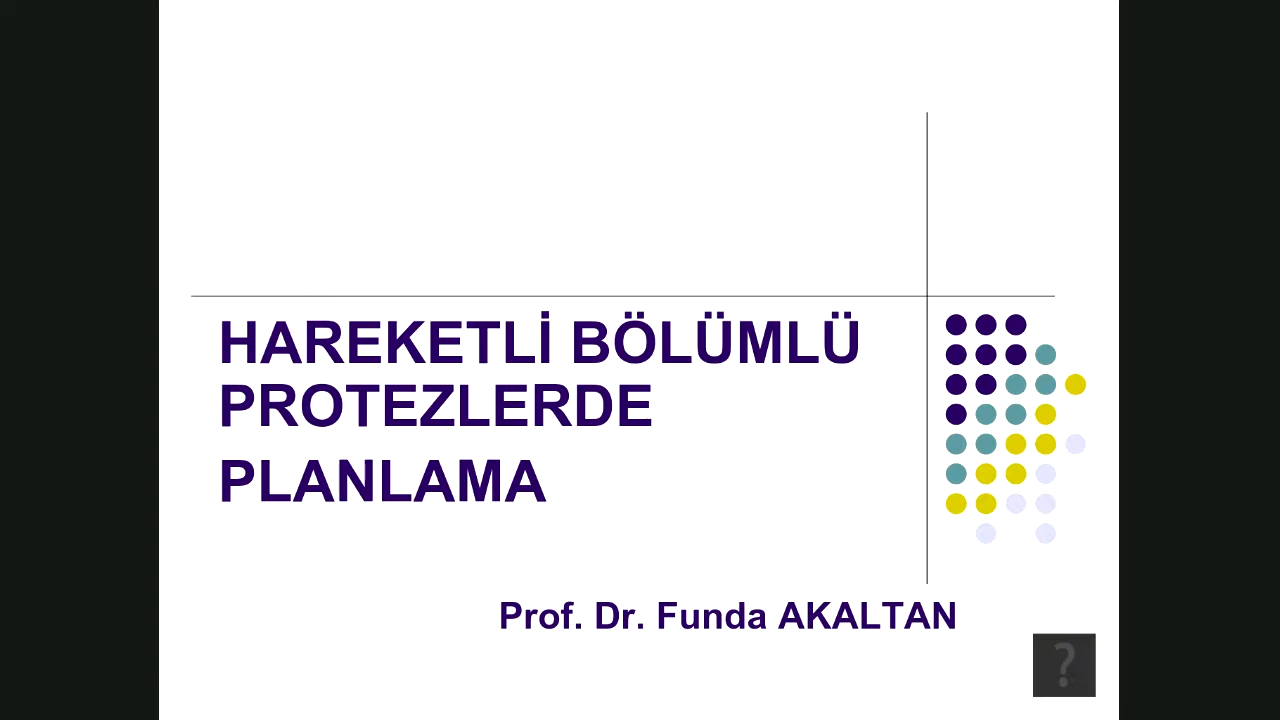 HAREKETLİ BÖLÜMLÜ
PROTEZLERDE
PLANLAMA
Prof. Dr. Funda AKALTAN
?